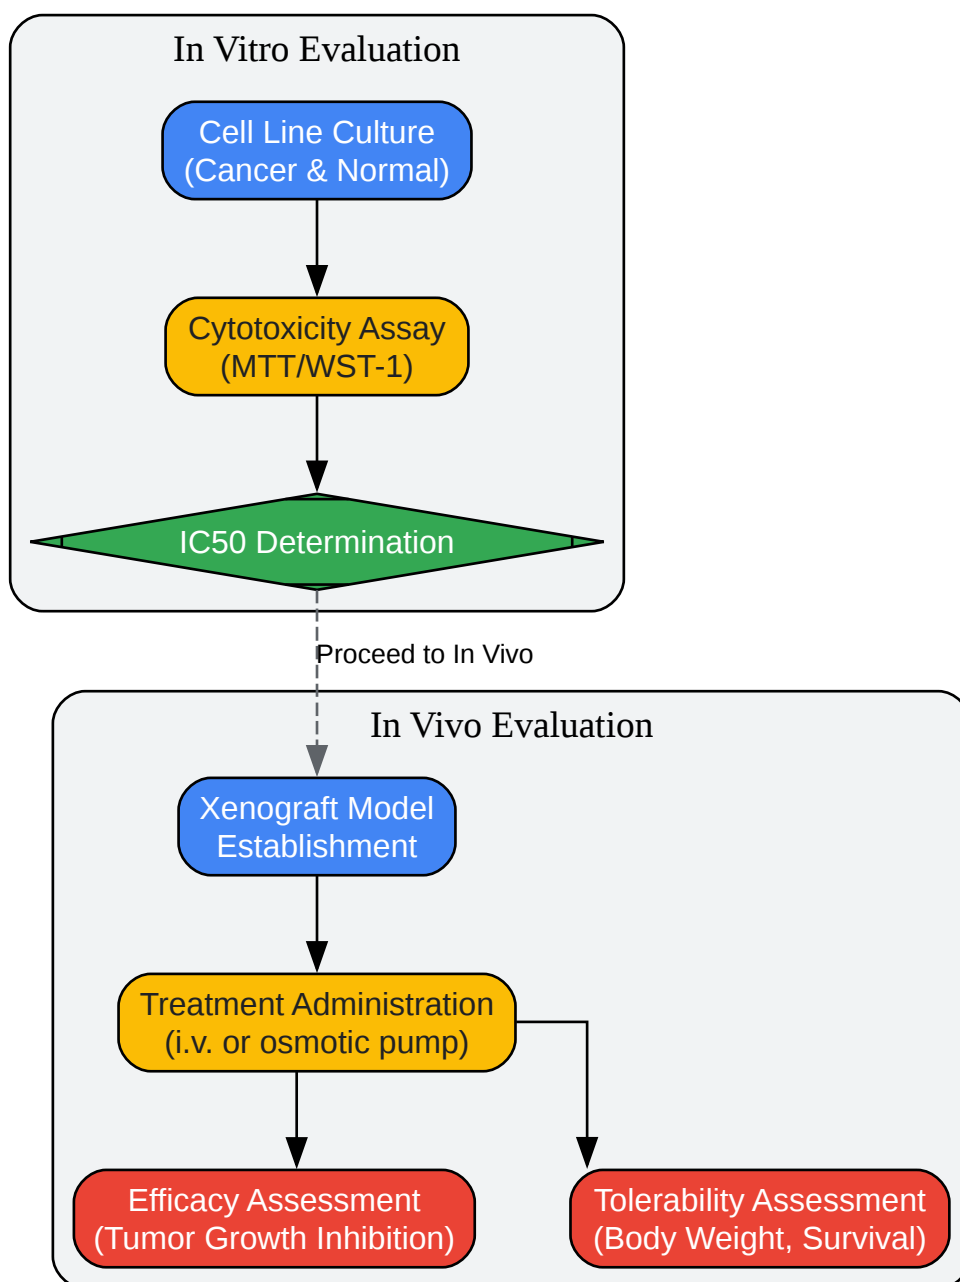 In Vitro Evaluation
Cell Line Culture
(Cancer & Normal)
Cytotoxicity Assay
(MTT/WST-1)
IC50 Determination
Proceed to In Vivo
In Vivo Evaluation
Xenograft Model
Establishment
Treatment Administration
(i.v. or osmotic pump)
Efficacy Assessment
(Tumor Growth Inhibition)
Tolerability Assessment
(Body Weight, Survival)